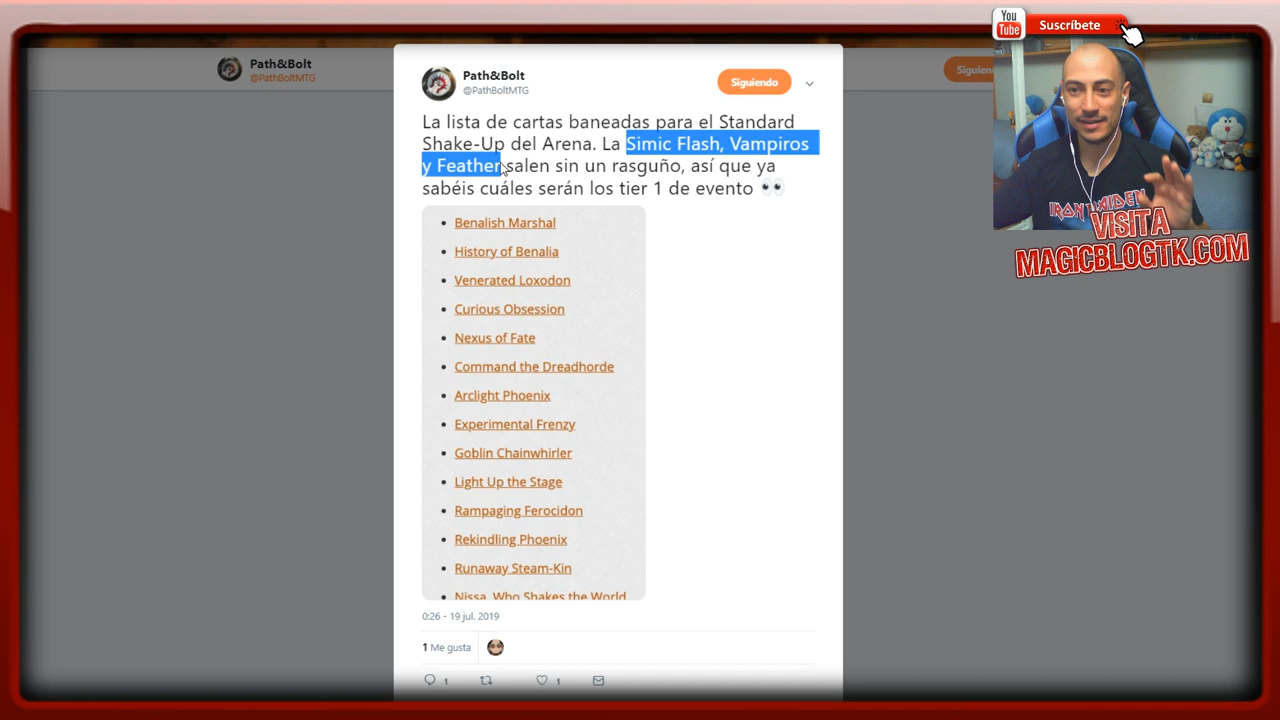 You
Tube
Suscríbete
Path&Bolt
@PathBoltMTG
Siguien
Path&Bolt
@PathBoltMTG
Siguiendo
La lista de cartas baneadas para el Standard
Shake-Up del Arena. La Simic Flash, Vampiros
y Feather salen sin un rasguño, así que ya
sabéis cuáles serán los tier 1 de evento 👀
• Benalish Marshal
• History of Benalia
• Venerated Loxodon
• Curious Obsession
• Nexus of Fate
• Command the Dreadhorde
• Arclight Phoenix
• Experimental Frenzy
• Goblin Chainwhirler
• Light Up the Stage
• Rampaging Ferocidon
• Rekindling Phoenix
• Runaway Steam-Kin
• Nissa, Who Shakes the World
0:26 - 19 jul. 2019
1 Me gusta
1
1
IRON MAIDEN
VISITA
MAGICBLOGTK.COM